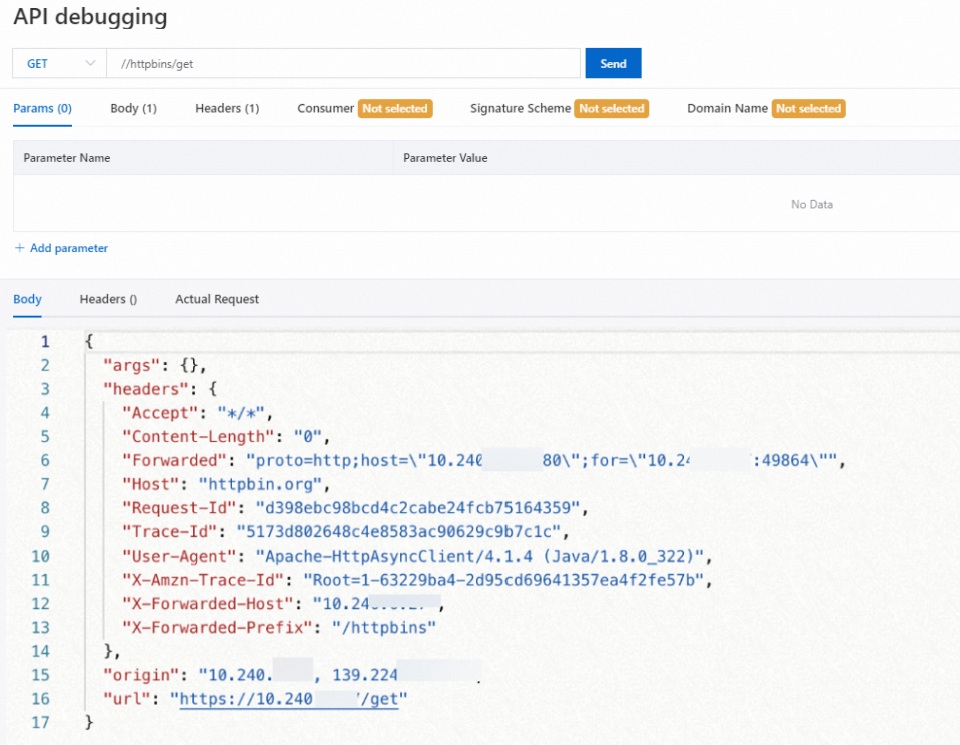 API debugging
GET //httpbins/get Send
Params (0) Body (1) Headers (1) Consumer Not selected Signature Scheme Not selected Domain Name Not selected
Parameter Name Parameter Value
No Data
+ Add parameter
Body Headers () Actual Request
1 {
2 "args": {},
3 "headers": {
4 "Accept": "*/*",
5 "Content-Length": "0",
6 "Forwarded": "proto=http;host=\"10.240 80\";for=\"10.24 :49864\"",
7 "Host": "httpbin.org",
8 "Request-Id": "d398ebc98bcd4c2cabe24fcb75164359",
9 "Trace-Id": "5173d802648c4e8583ac90629c9b7c1c",
10 "User-Agent": "Apache-HttpAsyncClient/4.1.4 (Java/1.8.0_322)",
11 "X-Amzn-Trace-Id": "Root=1-63229ba4-2d95cd69641357ea4f2fe57b",
12 "X-Forwarded-Host": "10.24 ,
13 "X-Forwarded-Prefix": "/httpbins"
14 },
15 "origin": "10.240. , 139.224
16 "url": "https://10.240 /get"
17 }